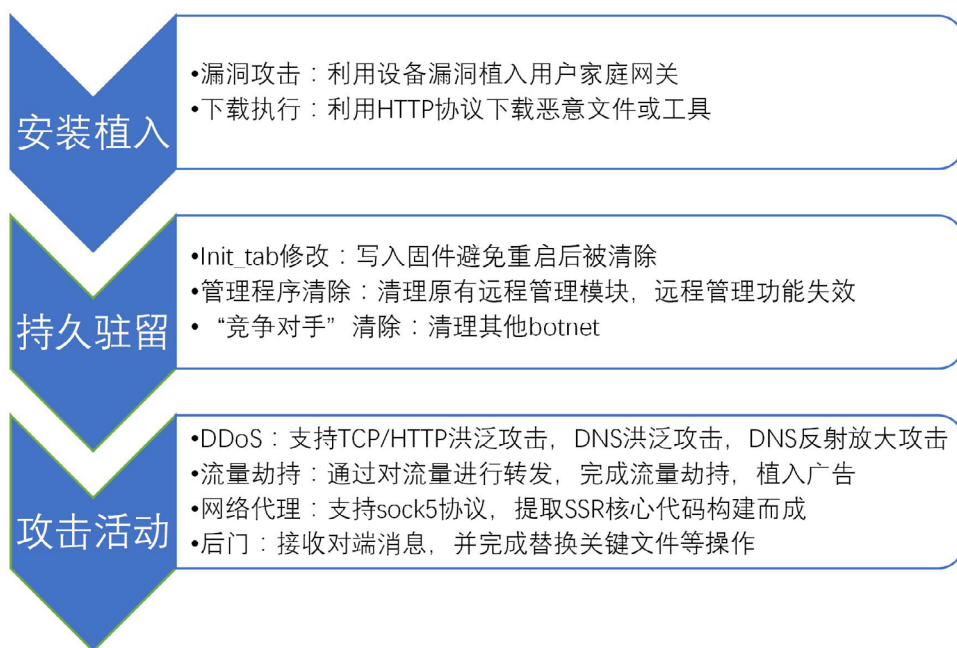 安装植入
•漏洞攻击：利用设备漏洞植入用户家庭网关
•下载执行：利用HTTP协议下载恶意文件或工具
持久驻留
•Init_tab修改：写入固件避免重启后被清除
•管理程序清除：清理原有远程管理模块，远程管理功能失效
•“竞争对手”清除：清理其他botnet
攻击活动
•DDoS：支持TCP/HTTP洪泛攻击，DNS洪泛攻击，DNS反射放大攻击
•流量劫持：通过对流量进行转发，完成流量劫持，植入广告
•网络代理：支持sock5协议，提取SSR核心代码构建而成
•后门：接收对端消息，并完成替换关键文件等操作